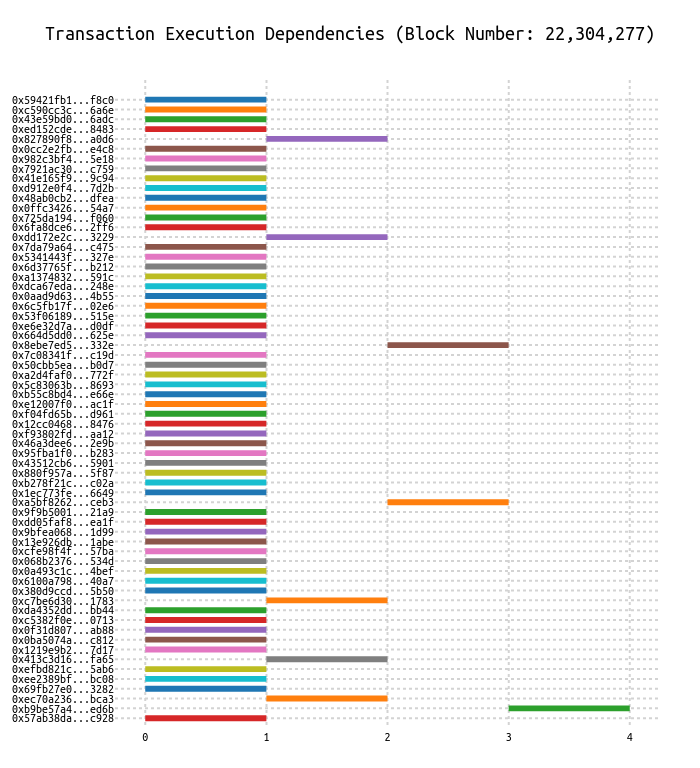 Transaction Execution Dependencies (Block Number: 22,304,277)
0x59421fb1...f8c0
0xc590cc3c...6a6e
0x43e59bd0...6adc
0xed152cde...8483
0x827890f8...a0d6
0x0cc2e2fb...e4c8
0x982c3bf4...5e18
0x7921ac30...c759
0x41e165f9...9c94
0xd912e0f4...7d2b
0x48ab0cb2...dfea
0x0ffc3426...54a7
0x725da194...f060
0x6fa8dce6...2ff6
0xdd172e2c...3229
0x7da79a64...c475
0x5341443f...327e
0x6d37765f...b212
0xa1374832...591c
0xdca67eda...248e
0x0aad9d63...4b55
0x6c5fb17f...02e6
0x53f06189...515e
0xe6e32d7a...d0df
0x664d5dd0...625e
0x8ebe7ed5...332e
0x7c08341f...c19d
0x50cbb5ea...b0d7
0xa2d4faf0...772f
0x5c83063b...8693
0xb55c8bd4...e66e
0xe12007f0...ac1f
0xf04fd65b...d961
0x12cc0468...8476
0xf93802fd...aa12
0x46a3dee6...2e9b
0x95fba1f0...b283
0x43512cb6...5901
0x880f957a...5f87
0xb278f21c...c02a
0x1ec773fe...6649
0xa5bf8262...ceb3
0x9f9b5001...21a9
0xdd05faf8...ea1f
0x9bfea068...1d99
0x13e926db...1abe
0xcfe98f4f...57ba
0x068b2376...534d
0x0a493c1c...4bef
0x6100a798...40a7
0x380d9ccd...5b50
0xc7be6d30...1783
0xda4352dd...bb44
0xc5382f0e...0713
0x0f31d807...ab88
0x0ba5074a...c812
0x1219e9b2...7d17
0x413c3d16...fa65
0xefbd821c...5ab6
0xee2389bf...bc08
0x69fb27e0...3282
0xec70a236...bca3
0xb9be57a4...ed6b
0x57ab38da...c928
0 1 2 3 4